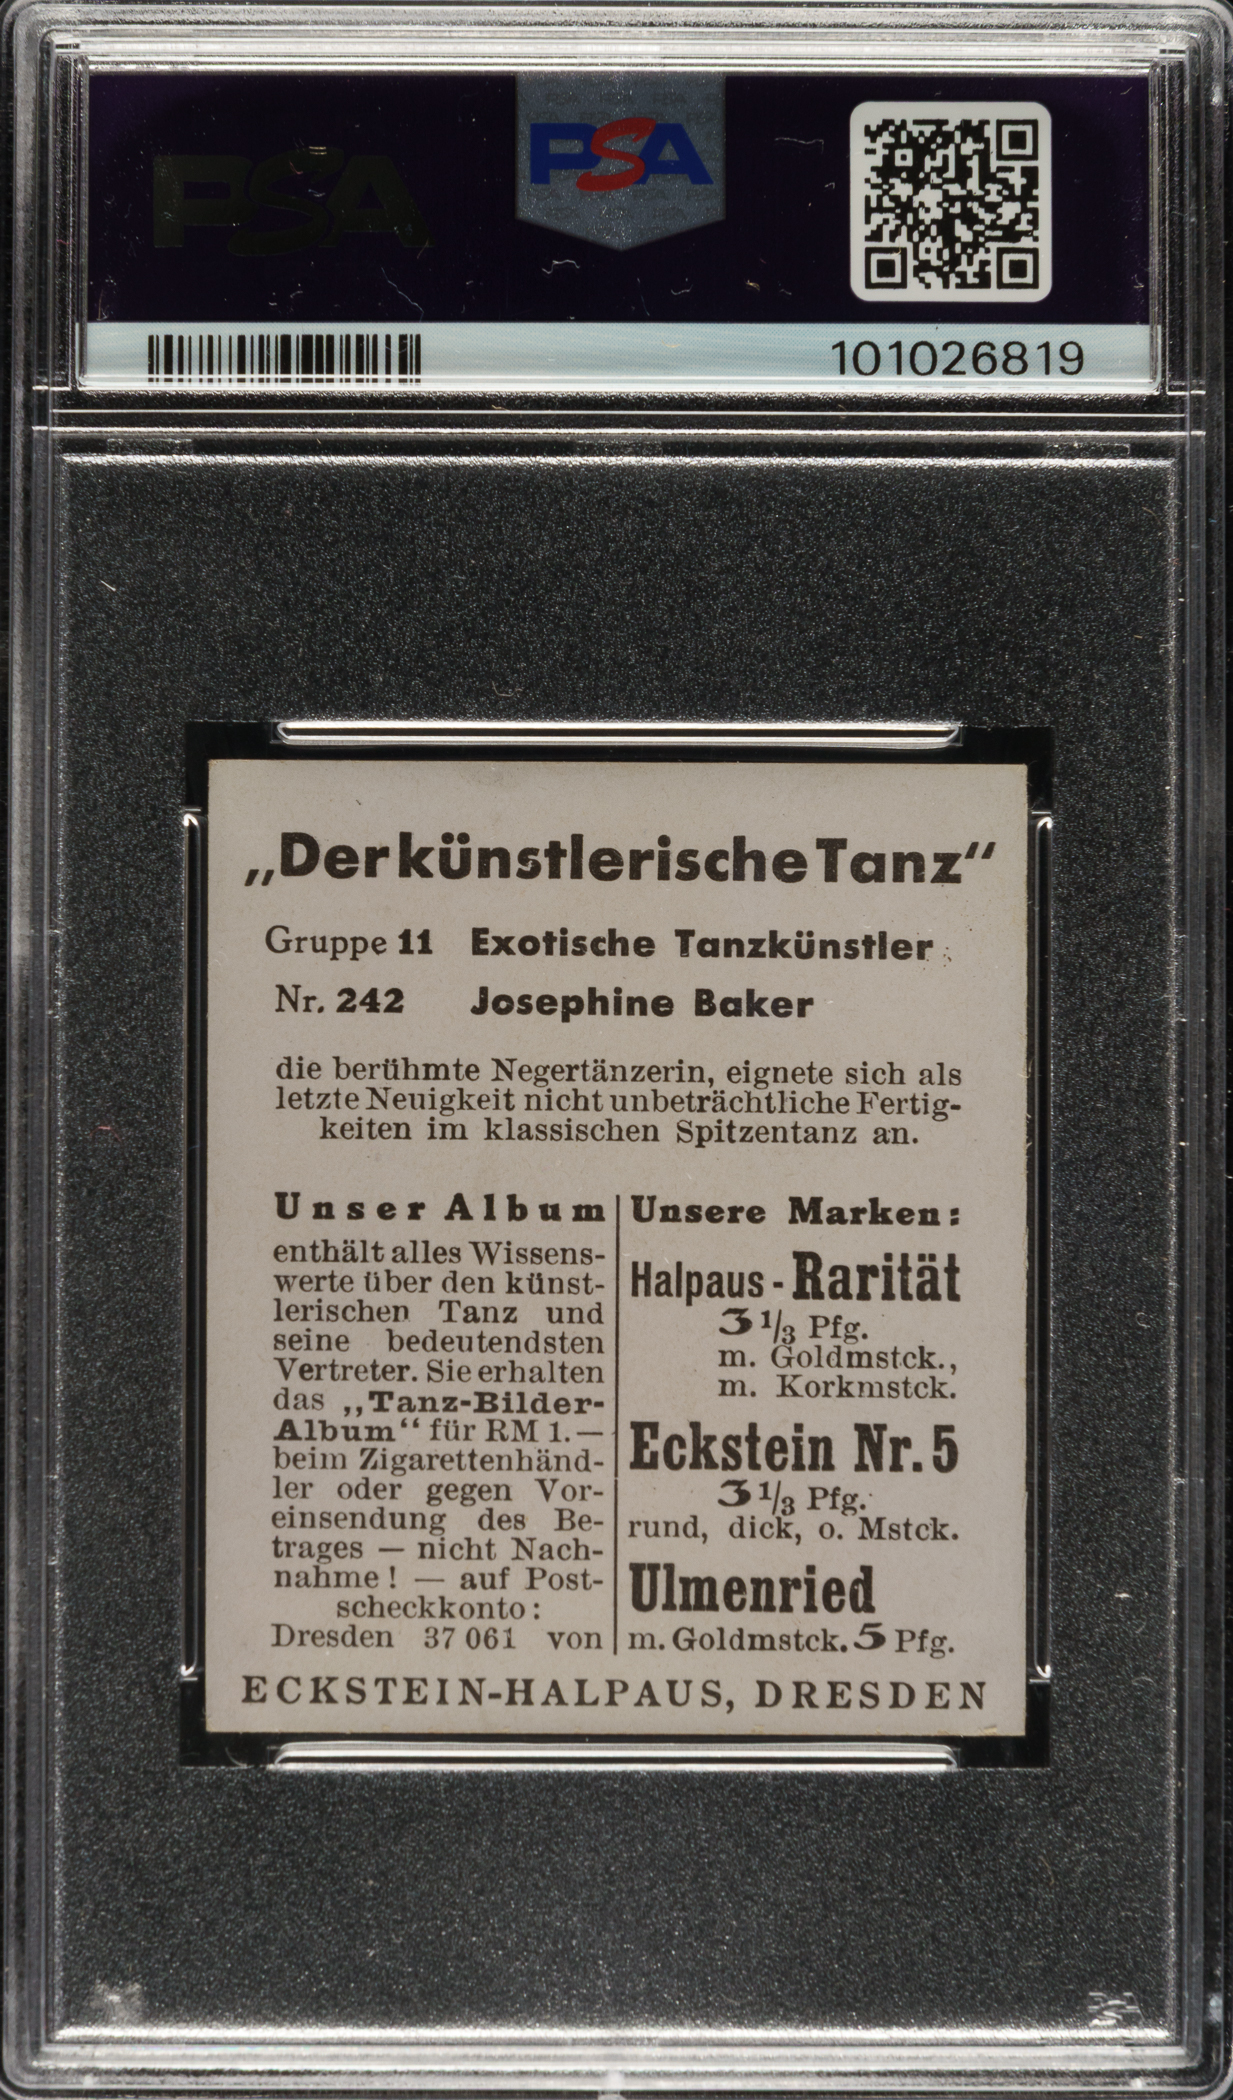 PSA
PSA
101026819
„Der künstlerische Tanz“
Gruppe 11 Exotische Tanzkünstler
Nr. 242 Josephine Baker
die berühmte Negertänzerin, eignete sich als
letzte Neuigkeit nicht unbeträchtliche Fertig-
keiten im klassischen Spitzentanz an.
Unser Album
enthält alles Wissens-
werte über den künst-
lerischen Tanz und
seine bedeutendsten
Vertreter. Sie erhalten
das „Tanz-Bilder-
Album“ für RM 1.—
beim Zigarettenhänd-
ler oder gegen Vor-
einsendung des Be-
trages — nicht Nach-
nahme! — auf Post-
scheckkonto:
Dresden 37 061 von
Unsere Marken:
Halpaus-Rarität
3 1/3 Pfg.
m. Goldmstck.,
m. Korkmstck.
Eckstein Nr. 5
3 1/3 Pfg.
rund, dick, o. Mstck.
Ulmenried
m. Goldmstck. 5 Pfg.
ECKSTEIN-HALPAUS, DRESDEN
PSA